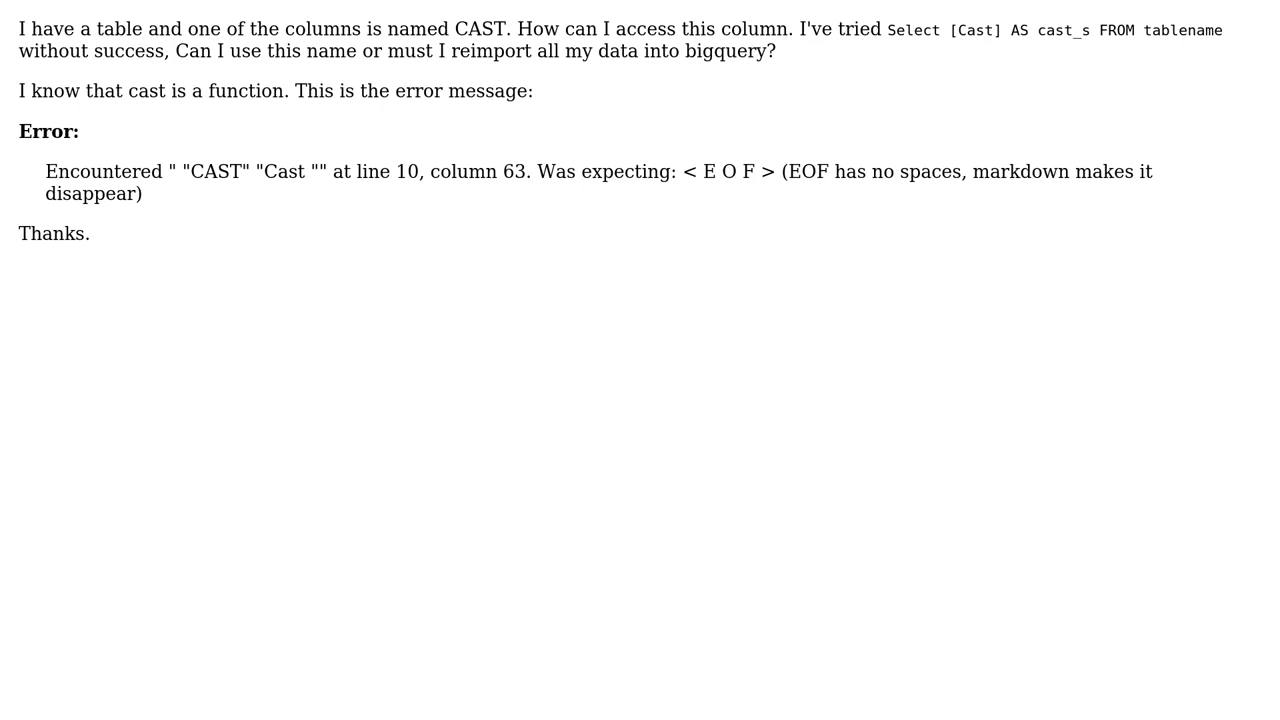 I have a table and one of the columns is named CAST. How can I access this column. I've tried Select [Cast] AS cast_s FROM tablename
without success, Can I use this name or must I reimport all my data into bigquery?
I know that cast is a function. This is the error message:
Error:
Encountered " "CAST" "Cast "" at line 10, column 63. Was expecting: < E O F > (EOF has no spaces, markdown makes it
disappear)
Thanks.